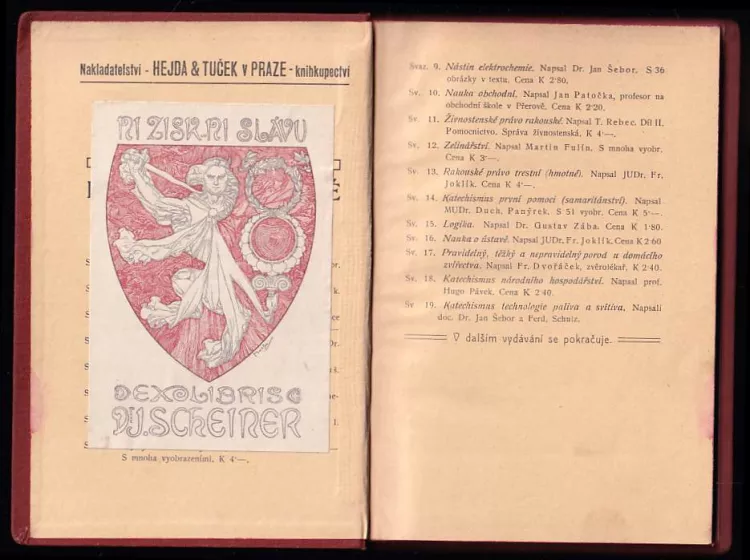 Nakladatelství - HEJDA & TUČEK V PRAZE - knihkupectví
NI ZISK-NI SLÁVU
EX LIBRIS
DR J. SCHEINER
S mnoha vyobrazeními. K 4·—.
Svaz. 9. Nástin elektrochemie. Napsal Dr. Jan Šebor. S 36
obrázky v textu. Cena K 2·80.
Sv. 10. Nauka obchodní. Napsal Jan Patočka, profesor na
obchodní škole v Přerově. Cena K 2·20.
Sv. 11. Živnostenské právo rakouské. Napsal T. Rebec. Díl II.
Pomocnictvo. Správa živnostenská, K 4·—.
Sv. 12. Zelinářství. Napsal Martin Fulín. S mnoha vyobr.
Cena K 3·—.
Sv. 13. Rakouské právo trestní (hmotné). Napsal JUDr. Fr.
Joklík. Cena K 4·—.
Sv. 14. Katechismus první pomoci (samaritánství). Napsal
MUDr. Duch. Panýrek. S 51 vyobr. Cena K 5·—.
Sv. 15. Logika. Napsal Dr. Gustav Zába. Cena K 1·80.
Sv. 16. Nauka o ústavě. Napsal JUDr. Fr. Joklík. Cena K 2·60
Sv. 17. Pravidelný, těžký a nepravidelný porod u domácího
zvířectva. Napsal Fr. Dvořáček, zvěrolékař, K 2·40.
Sv. 18. Katechismus národního hospodářství. Napsal prof.
Hugo Pávek. Cena K 2·40.
Sv. 19. Katechismus technologie paliva a svítiva. Napsali
doc. Dr. Jan Šebor a Ferd. Schulz.
V dalším vydávání se pokračuje.